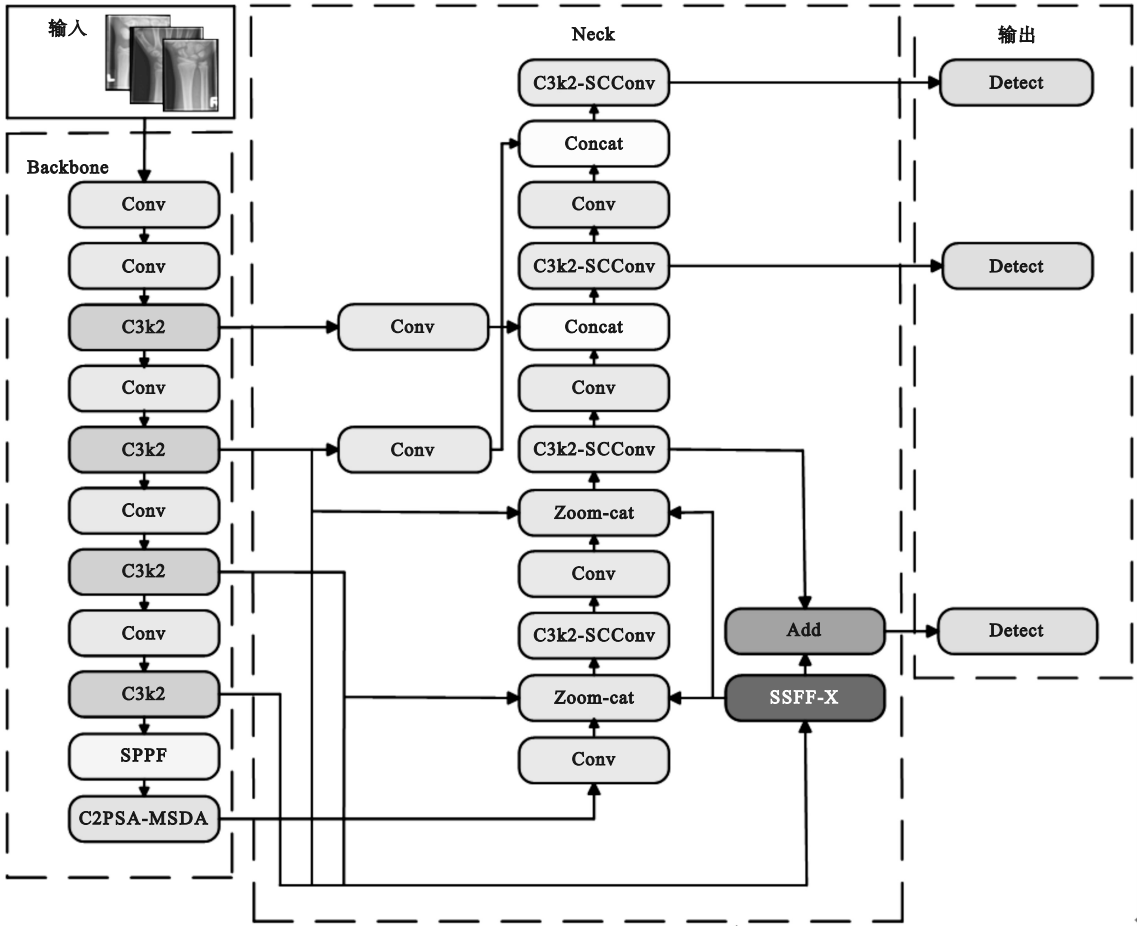 输入
L
R
Backbone
Conv
Conv
C3k2
Conv
C3k2
Conv
C3k2
Conv
C3k2
SPPF
C2PSA-MSDA
Neck
C3k2-SCConv
Concat
Conv
C3k2-SCConv
Conv
Concat
Conv
Conv
C3k2-SCConv
Zoom-cat
Conv
C3k2-SCConv
Zoom-cat
Conv
Add
SSFF-X
输出
Detect
Detect
Detect